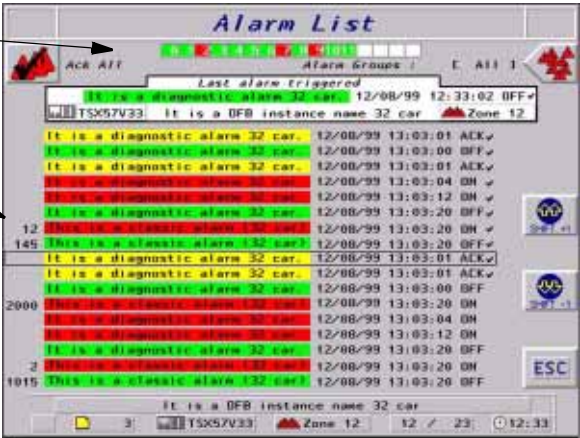 Alarm List
Ack All
Alarm Groups :
Last alarm triggered
It is a diagnostic alarm 32 car. 12/08/99 12:33:02 OFF✓
TSX57V33 It is a DFB instance name 32 car Zone 12
It is a diagnostic alarm 32 car. 12/08/99 13:03:01 ACK✓
It is a diagnostic alarm 32 car. 12/08/99 13:03:00 OFF✓
It is a diagnostic alarm 32 car. 12/08/99 13:03:01 ACK✓
It is a diagnostic alarm 32 car. 12/08/99 13:03:04 ON ✓
It is a diagnostic alarm 32 car. 12/08/99 13:03:12 ON ✓
It is a diagnostic alarm 32 car. 12/08/99 13:03:20 OFF✓
12 This is a classic alarm (32 car) 12/08/99 13:03:20 ON ✓
145 This is a classic alarm (32 car) 12/08/99 13:03:20 OFF✓
It is a diagnostic alarm 32 car. 12/08/99 13:03:01 ACK✓
It is a diagnostic alarm 32 car. 12/08/99 13:03:01 ACK✓
It is a diagnostic alarm 32 car. 12/08/99 13:03:00 OFF
2000 This is a classic alarm (32 car) 12/08/99 13:03:20 ON
It is a diagnostic alarm 32 car. 12/08/99 13:03:04 ON
It is a diagnostic alarm 32 car. 12/08/99 13:03:12 ON
It is a diagnostic alarm 32 car. 12/08/99 13:03:20 OFF
2 This is a classic alarm (32 car) 12/08/99 13:03:20 ON
1015 This is a classic alarm (32 car) 12/08/99 13:03:20 OFF
SHIFT +1
SHIFT -1
ESC
It is a DFB instance name 32 car
3 TSX57V33 Zone 12 12 / 23 12:33